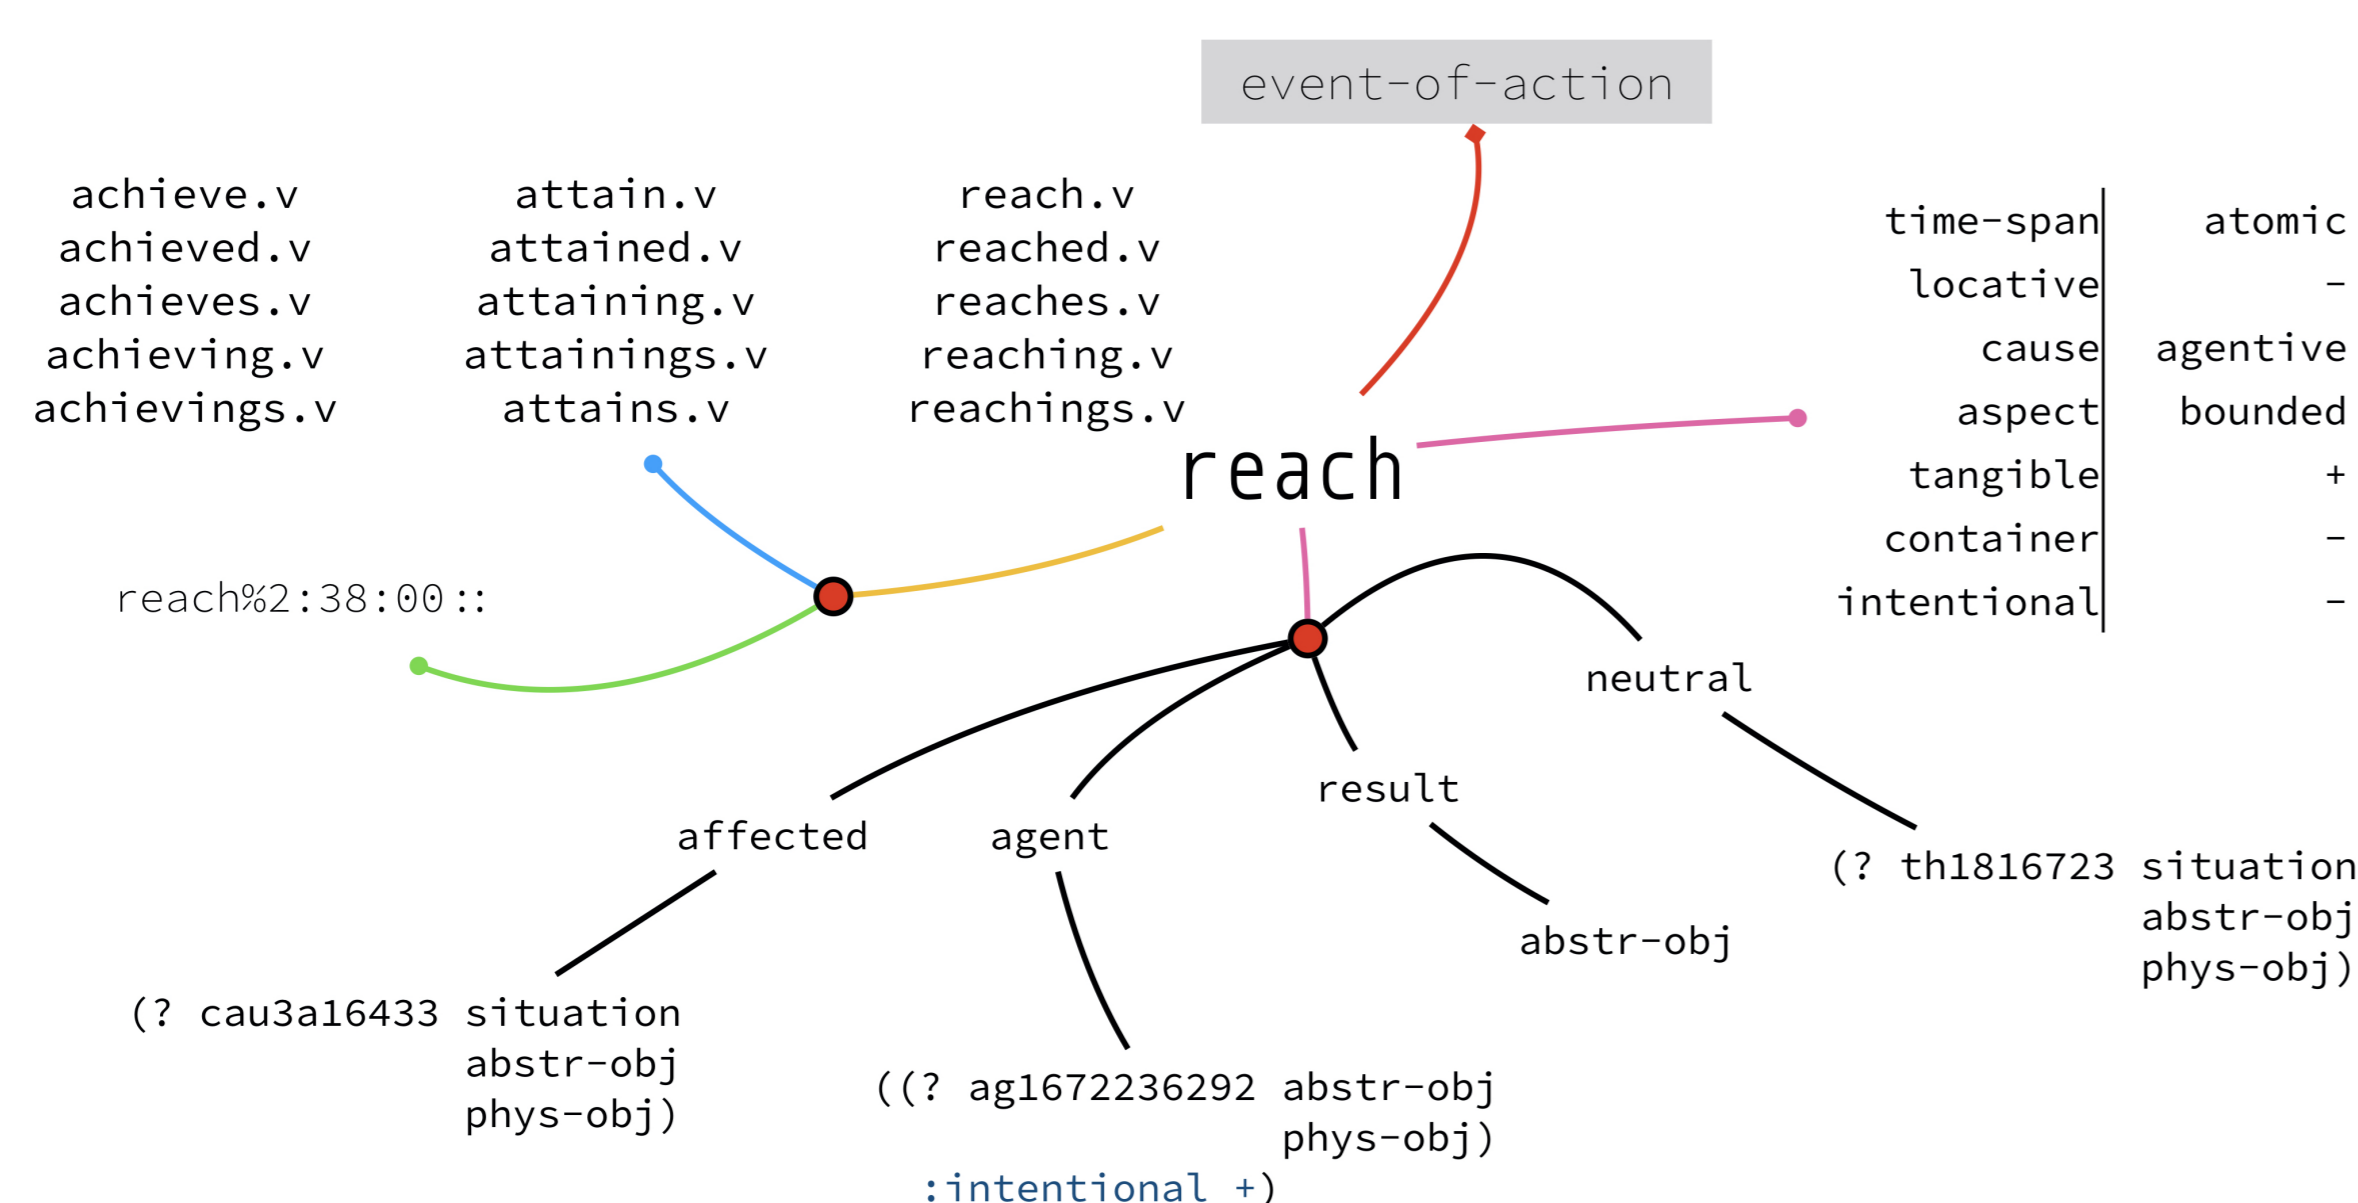 event-of-action
achieve.v attain.v reach.v
achieved.v attained.v reached.v
achieves.v attaining.v reaches.v
achieving.v attainings.v reaching.v
achievings.v attains.v reachings.v
time-span atomic
locative -
cause agentive
aspect bounded
tangible +
container -
intentional -
reach
reach%2:38:00::
neutral
result
affected agent
(? th1816723 situation
abstr-obj
phys-obj)
abstr-obj
(? cau3a16433 situation
abstr-obj
phys-obj)
((? ag1672236292 abstr-obj
phys-obj)
:intentional +)